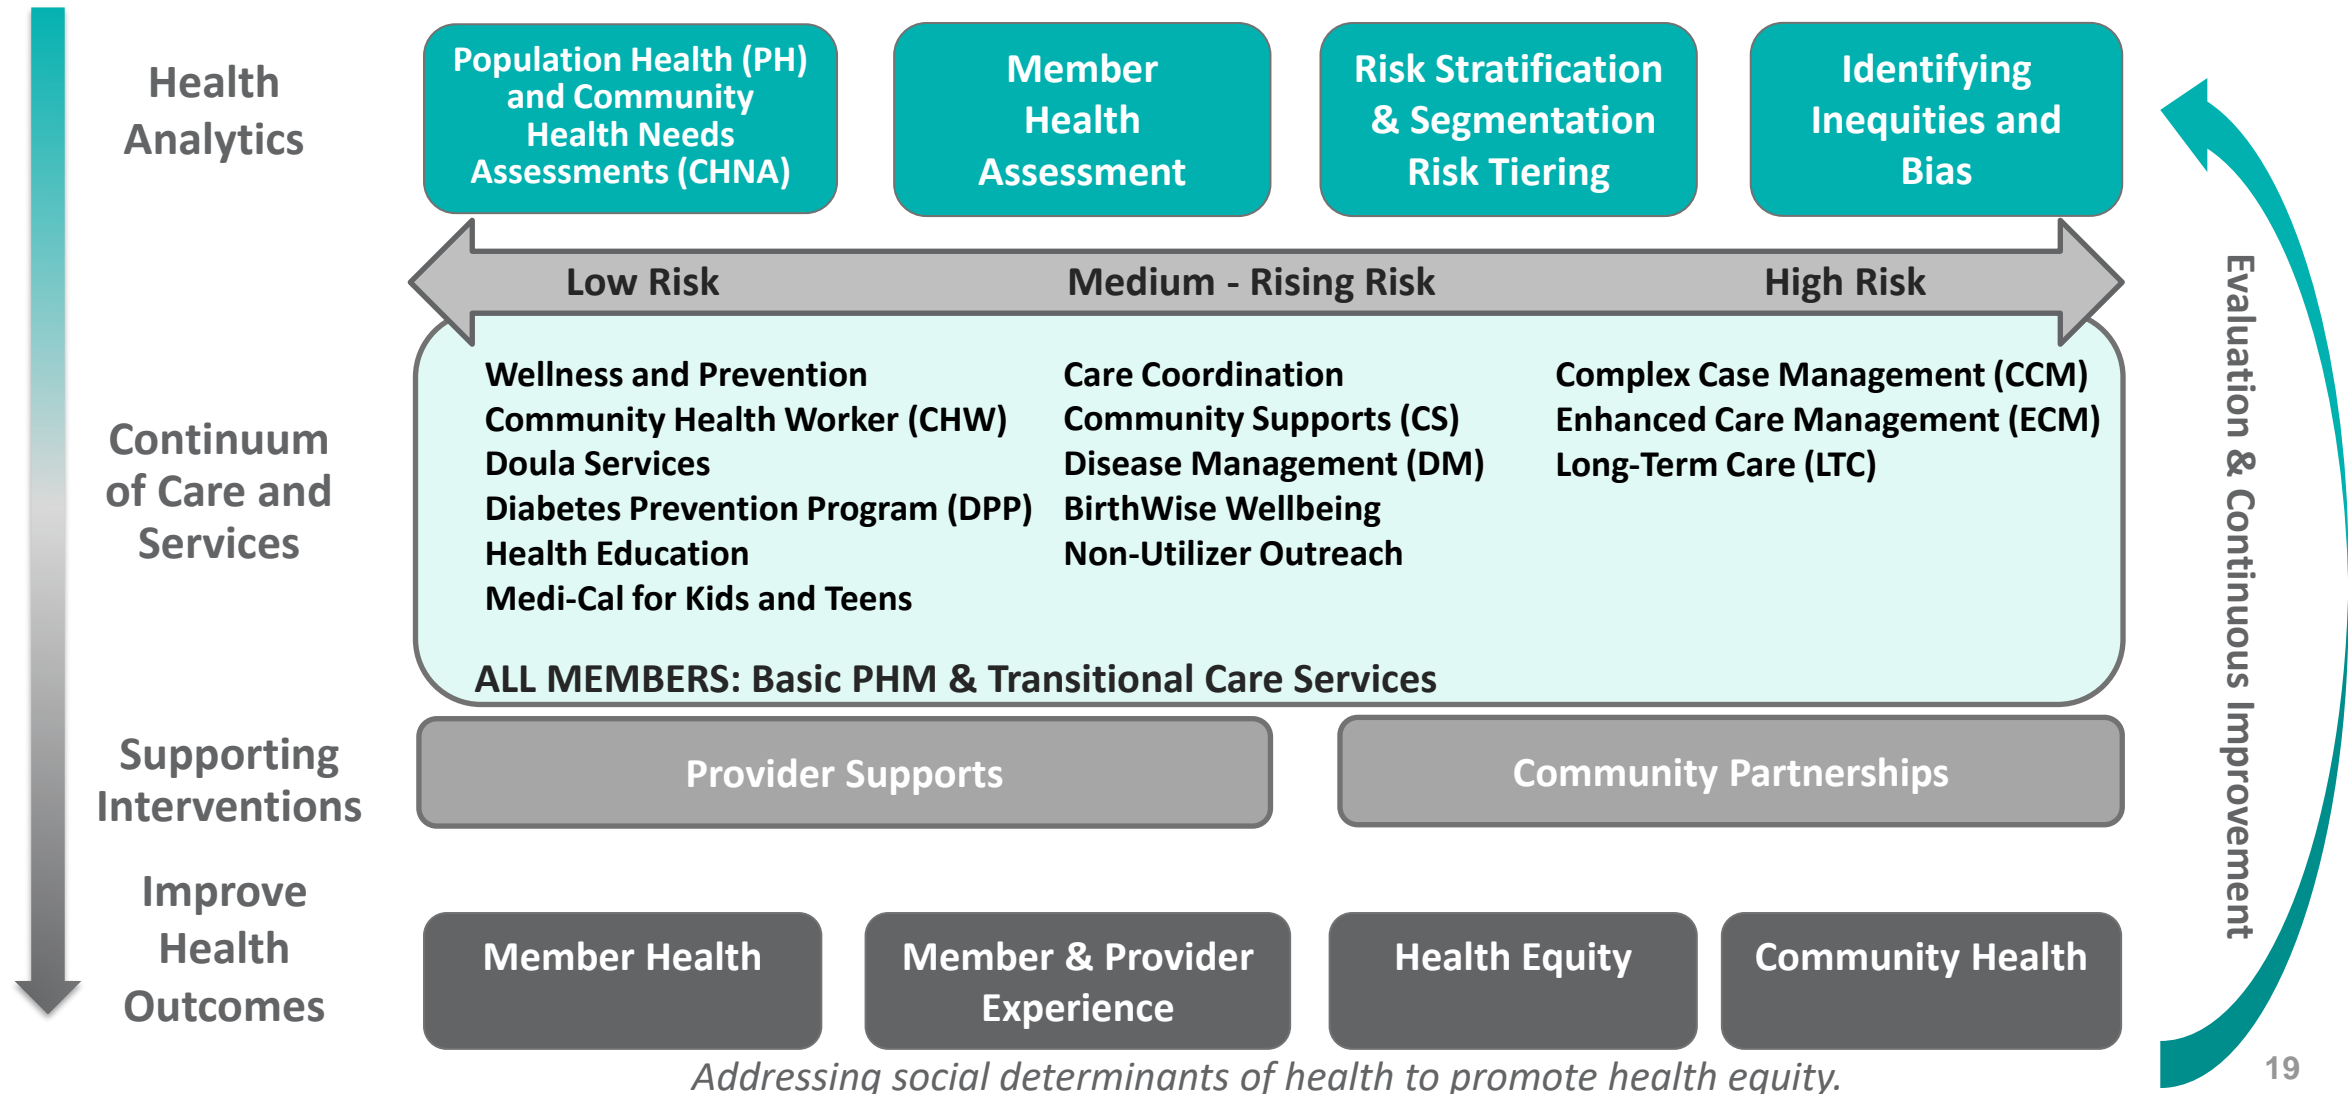 Health
Analytics
Population Health (PH)
and Community
Health Needs
Assessments (CHNA)
Member
Health
Assessment
Risk Stratification
& Segmentation
Risk Tiering
Identifying
Inequities and
Bias
Low Risk
Medium - Rising Risk
High Risk
Continuum
of Care and
Services
Wellness and Prevention
Community Health Worker (CHW)
Doula Services
Diabetes Prevention Program (DPP)
Health Education
Medi-Cal for Kids and Teens
Care Coordination
Community Supports (CS)
Disease Management (DM)
BirthWise Wellbeing
Non-Utilizer Outreach
Complex Case Management (CCM)
Enhanced Care Management (ECM)
Long-Term Care (LTC)
ALL MEMBERS: Basic PHM & Transitional Care Services
Supporting
Interventions
Provider Supports
Community Partnerships
Improve
Health
Outcomes
Member Health
Member & Provider
Experience
Health Equity
Community Health
Evaluation & Continuous Improvement
Addressing social determinants of health to promote health equity.
19